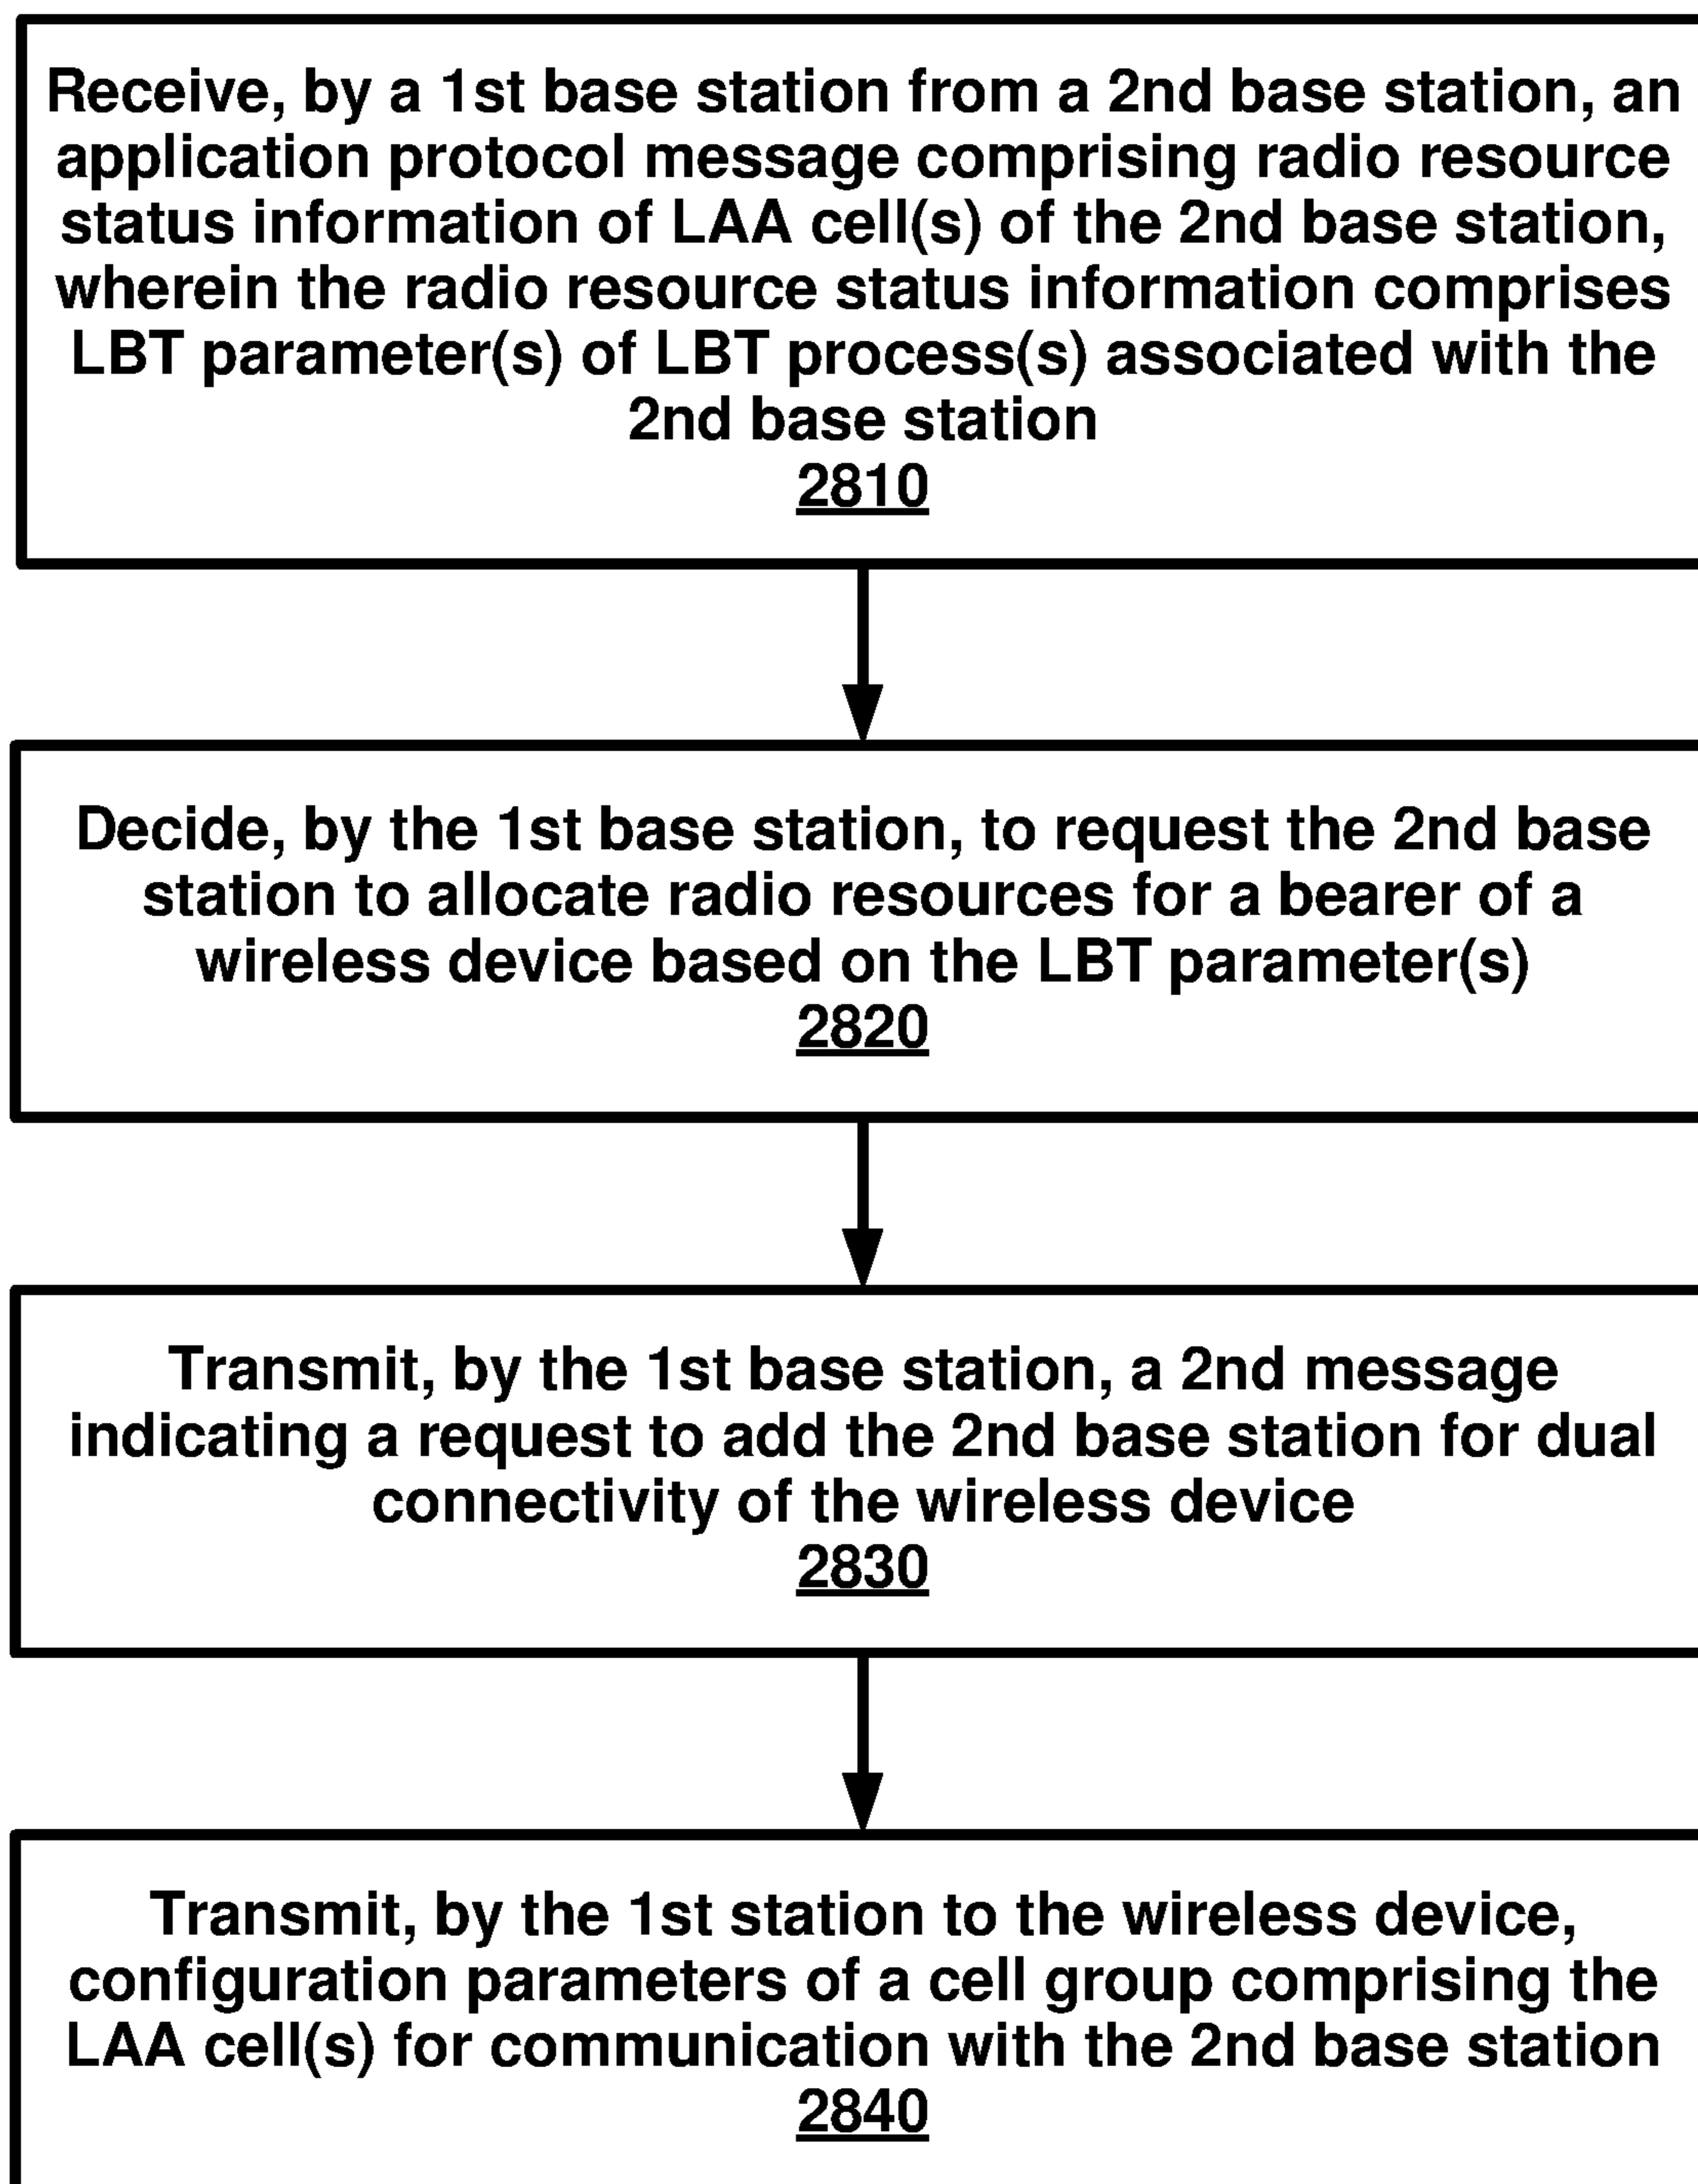 Receive, by a 1st base station from a 2nd base station, an
application protocol message comprising radio resource
status information of LAA cell(s) of the 2nd base station,
wherein the radio resource status information comprises
LBT parameter(s) of LBT process(s) associated with the
2nd base station
2810
Decide, by the 1st base station, to request the 2nd base
station to allocate radio resources for a bearer of a
wireless device based on the LBT parameter(s)
2820
Transmit, by the 1st base station, a 2nd message
indicating a request to add the 2nd base station for dual
connectivity of the wireless device
2830
Transmit, by the 1st station to the wireless device,
configuration parameters of a cell group comprising the
LAA cell(s) for communication with the 2nd base station
2840